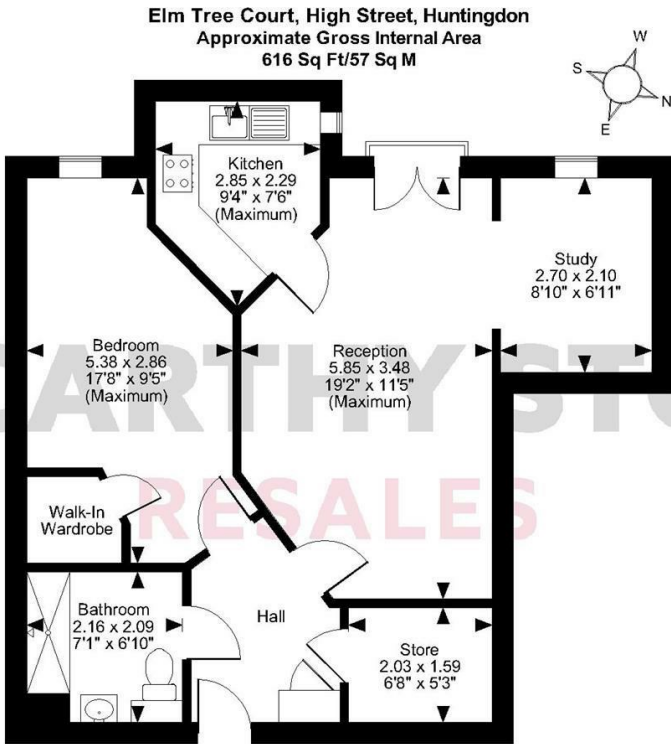 Elm Tree Court, High Street, Huntingdon
Approximate Gross Internal Area
616 Sq Ft/57 Sq M
W
S
N
E
Kitchen
2.85 x 2.29
9'4" x 7'6"
(Maximum)
Study
2.70 x 2.10
8'10" x 6'11"
Bedroom
5.38 x 2.86
17'8" x 9'5"
(Maximum)
Reception
5.85 x 3.48
19'2" x 11'5"
(Maximum)
CARTHY STO
RESALES
Walk-In
Wardrobe
Bathroom
2.16 x 2.09
7'1" x 6'10"
Hall
Store
2.03 x 1.59
6'8" x 5'3"